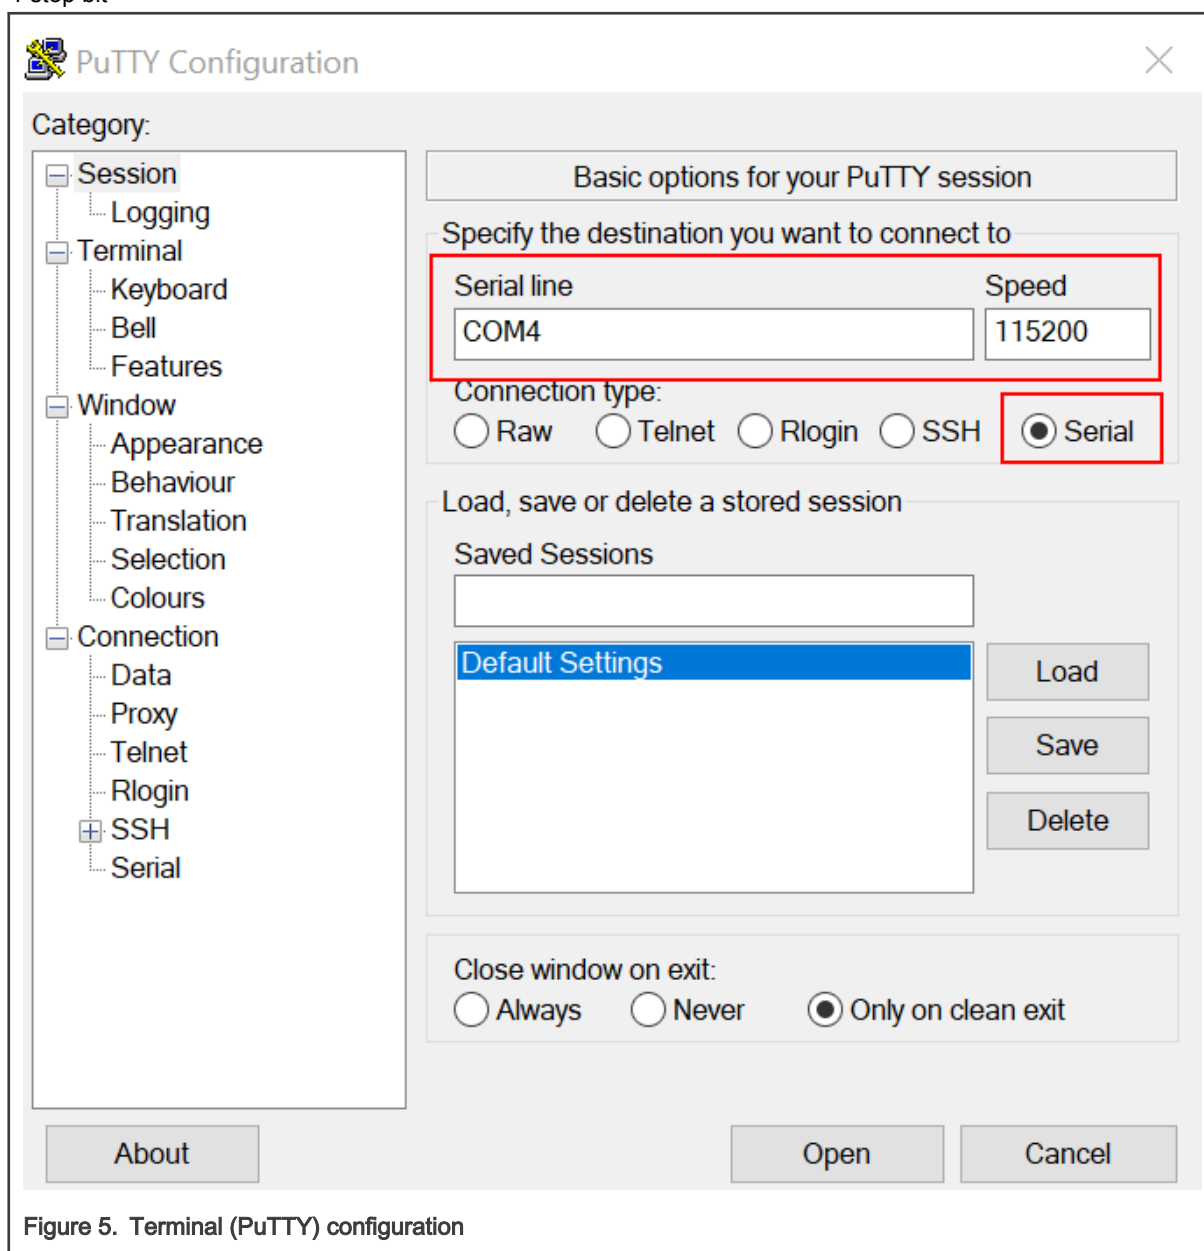 1 stop bit
PuTTY Configuration
Category:
Session
Logging
Terminal
Keyboard
Bell
Features
Window
Appearance
Behaviour
Translation
Selection
Colours
Connection
Data
Proxy
Telnet
Rlogin
SSH
Serial
Basic options for your PuTTY session
Specify the destination you want to connect to
Serial line Speed
COM4 115200
Connection type:
Raw Telnet Rlogin SSH Serial
Load, save or delete a stored session
Saved Sessions
Default Settings
Load
Save
Delete
Close window on exit:
Always Never Only on clean exit
About Open Cancel
Figure 5. Terminal (PuTTY) configuration